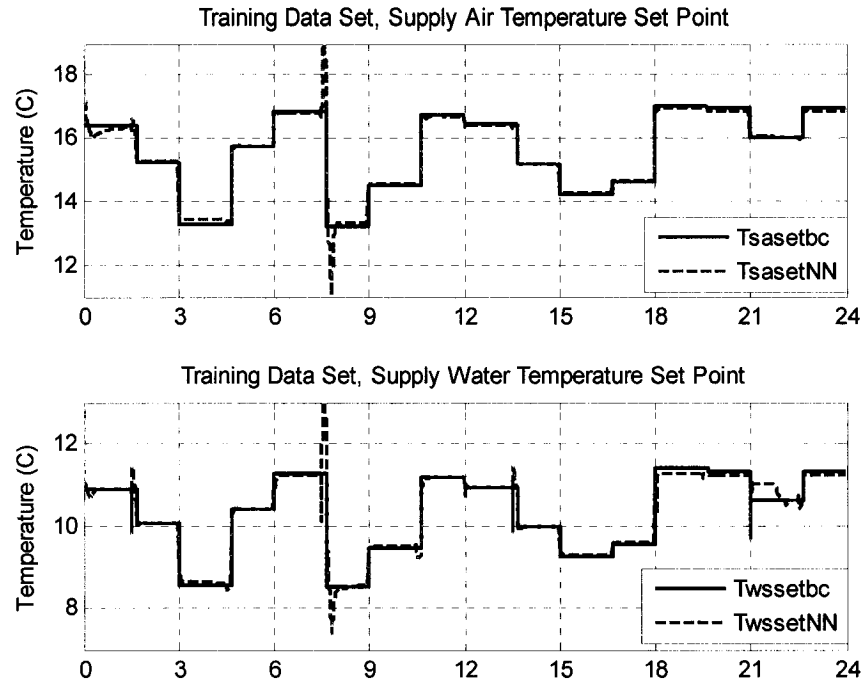 Training Data Set, Supply Air Temperature Set Point
Temperature (C)
18
16
14
12
Tsasetbc
TsasetNN
0 3 6 9 12 15 18 21 24
Training Data Set, Supply Water Temperature Set Point
Temperature (C)
12
10
8
Twssetbc
TwssetNN
0 3 6 9 12 15 18 21 24